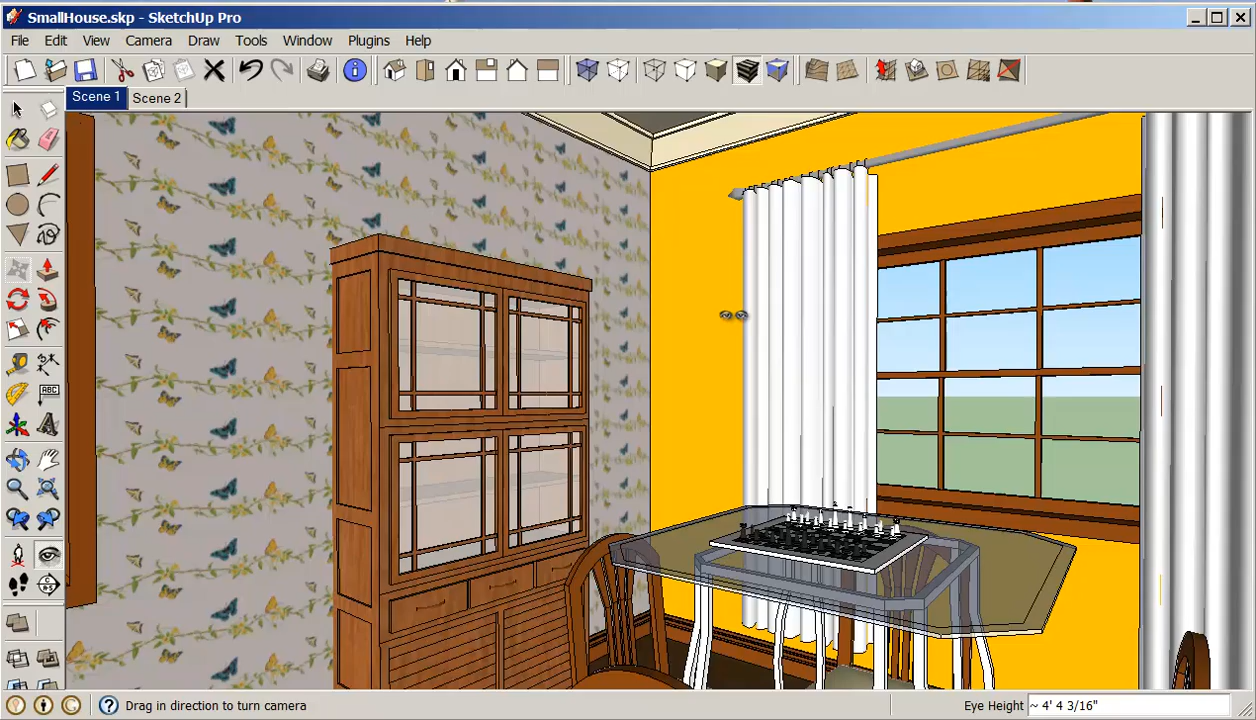 SmallHouse.skp - SketchUp Pro
File Edit View Camera Draw Tools Window Plugins Help
Scene 1 Scene 2
ABC
Drag in direction to turn camera
Eye Height ~ 4' 4 3/16"